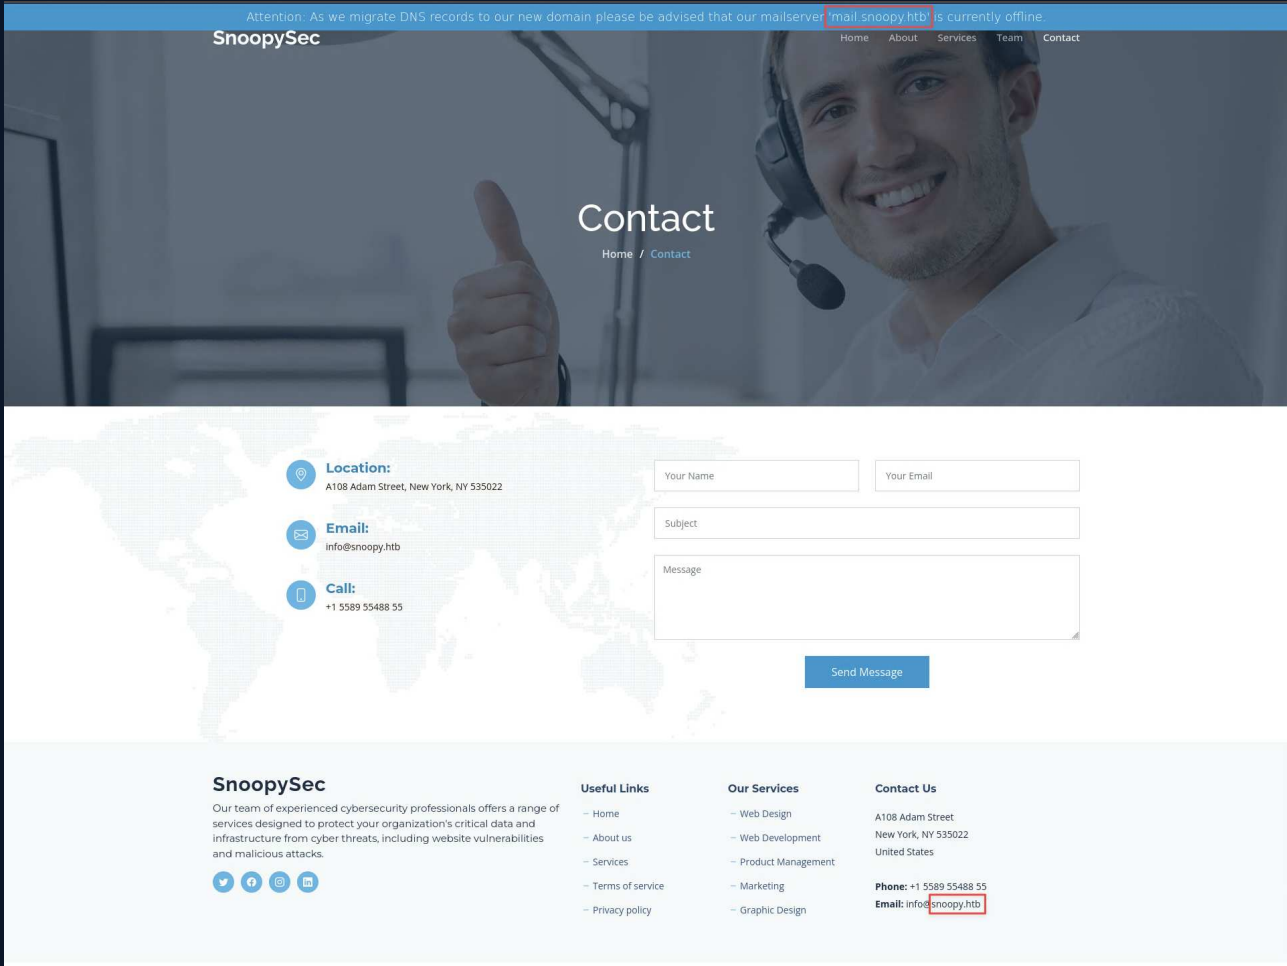 Attention: As we migrate DNS records to our new domain please be advised that our mailserver 'mail.snoopy.htb' is currently offline.
SnoopySec
Home About Services Team Contact
Contact
Home / Contact
Location:
A108 Adam Street, New York, NY 535022
Email:
info@snoopy.htb
Call:
+1 5589 55488 55
Your Name
Your Email
Subject
Message
Send Message
SnoopySec
Our team of experienced cybersecurity professionals offers a range of
services designed to protect your organization's critical data and
infrastructure from cyber threats, including website vulnerabilities
and malicious attacks.
Useful Links
Home
About us
Services
Terms of service
Privacy policy
Our Services
Web Design
Web Development
Product Management
Marketing
Graphic Design
Contact Us
A108 Adam Street
New York, NY 535022
United States
Phone: +1 5589 55488 55
Email: info@snoopy.htb